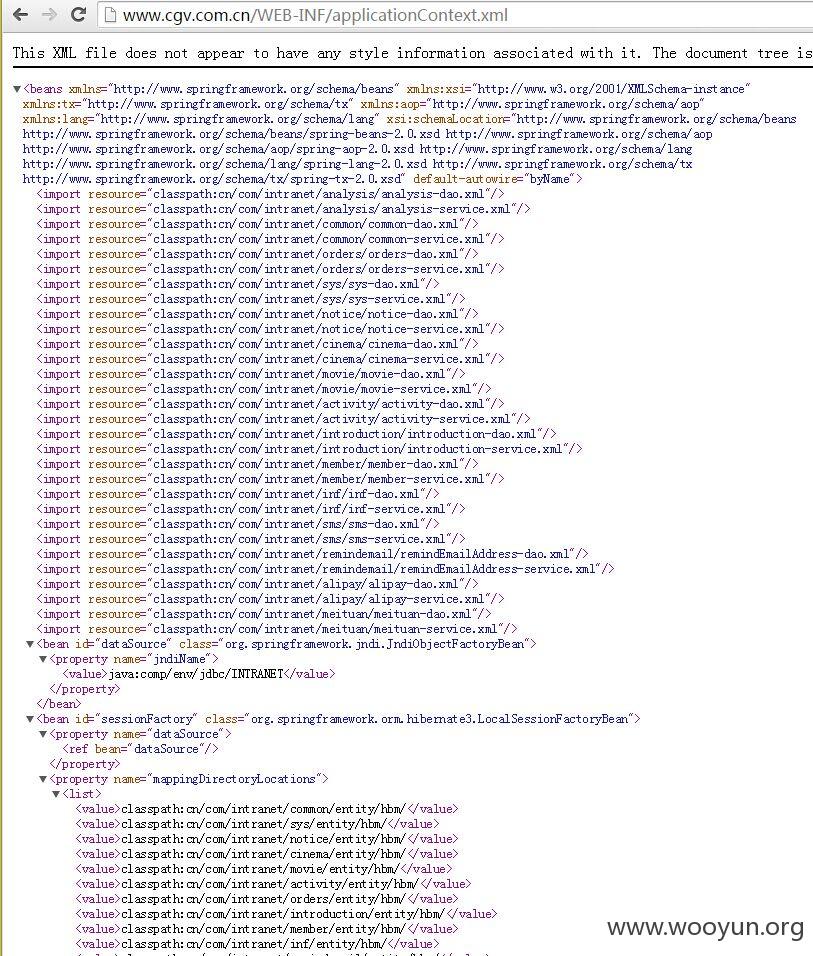 www.cgv.com.cn/WEB-INF/applicationContext.xml
This XML file does not appear to have any style information associated with it. The document tree is
<beans xmlns="http://www.springframework.org/schema/beans" xmlns:xsi="http://www.w3.org/2001/XMLSchema-instance"
xmlns:tx="http://www.springframework.org/schema/tx" xmlns:aop="http://www.springframework.org/schema/aop"
xmlns:lang="http://www.springframework.org/schema/lang" xsi:schemaLocation="http://www.springframework.org/schema/beans
http://www.springframework.org/schema/beans/spring-beans-2.0.xsd http://www.springframework.org/schema/aop
http://www.springframework.org/schema/aop/spring-aop-2.0.xsd http://www.springframework.org/schema/lang
http://www.springframework.org/schema/lang/spring-lang-2.0.xsd http://www.springframework.org/schema/tx
http://www.springframework.org/schema/tx/spring-tx-2.0.xsd" default-autowire="byName">
<import resource="classpath:cn/com/intranet/analysis/analysis-dao.xml"/>
<import resource="classpath:cn/com/intranet/analysis/analysis-service.xml"/>
<import resource="classpath:cn/com/intranet/common/common-dao.xml"/>
<import resource="classpath:cn/com/intranet/common/common-service.xml"/>
<import resource="classpath:cn/com/intranet/orders/orders-dao.xml"/>
<import resource="classpath:cn/com/intranet/orders/orders-service.xml"/>
<import resource="classpath:cn/com/intranet/sys/sys-dao.xml"/>
<import resource="classpath:cn/com/intranet/sys/sys-service.xml"/>
<import resource="classpath:cn/com/intranet/notice/notice-dao.xml"/>
<import resource="classpath:cn/com/intranet/notice/notice-service.xml"/>
<import resource="classpath:cn/com/intranet/cinema/cinema-dao.xml"/>
<import resource="classpath:cn/com/intranet/cinema/cinema-service.xml"/>
<import resource="classpath:cn/com/intranet/movie/movie-dao.xml"/>
<import resource="classpath:cn/com/intranet/movie/movie-service.xml"/>
<import resource="classpath:cn/com/intranet/activity/activity-dao.xml"/>
<import resource="classpath:cn/com/intranet/activity/activity-service.xml"/>
<import resource="classpath:cn/com/intranet/introduction/introduction-dao.xml"/>
<import resource="classpath:cn/com/intranet/introduction/introduction-service.xml"/>
<import resource="classpath:cn/com/intranet/member/member-dao.xml"/>
<import resource="classpath:cn/com/intranet/member/member-service.xml"/>
<import resource="classpath:cn/com/intranet/inf/inf-dao.xml"/>
<import resource="classpath:cn/com/intranet/inf/inf-service.xml"/>
<import resource="classpath:cn/com/intranet/sms/sms-dao.xml"/>
<import resource="classpath:cn/com/intranet/sms/sms-service.xml"/>
<import resource="classpath:cn/com/intranet/remindemail/remindEmailAddress-dao.xml"/>
<import resource="classpath:cn/com/intranet/remindemail/remindEmailAddress-service.xml"/>
<import resource="classpath:cn/com/intranet/alipay/alipay-dao.xml"/>
<import resource="classpath:cn/com/intranet/alipay/alipay-service.xml"/>
<import resource="classpath:cn/com/intranet/meituan/meituan-dao.xml"/>
<import resource="classpath:cn/com/intranet/meituan/meituan-service.xml"/>
<bean id="dataSource" class="org.springframework.jndi.JndiObjectFactoryBean">
<property name="jndiName">
<value>java:comp/env/jdbc/INTRANET</value>
</property>
</bean>
<bean id="sessionFactory" class="org.springframework.orm.hibernate3.LocalSessionFactoryBean">
<property name="dataSource">
<ref bean="dataSource"/>
</property>
<property name="mappingDirectoryLocations">
<list>
<value>classpath:cn/com/intranet/common/entity/hbm/</value>
<value>classpath:cn/com/intranet/sys/entity/hbm/</value>
<value>classpath:cn/com/intranet/notice/entity/hbm/</value>
<value>classpath:cn/com/intranet/cinema/entity/hbm/</value>
<value>classpath:cn/com/intranet/movie/entity/hbm/</value>
<value>classpath:cn/com/intranet/activity/entity/hbm/</value>
<value>classpath:cn/com/intranet/orders/entity/hbm/</value>
<value>classpath:cn/com/intranet/introduction/entity/hbm/</value>
<value>classpath:cn/com/intranet/member/entity/hbm/</value>
<value>classpath:cn/com/intranet/inf/entity/hbm/</value>
www.wooyun.org